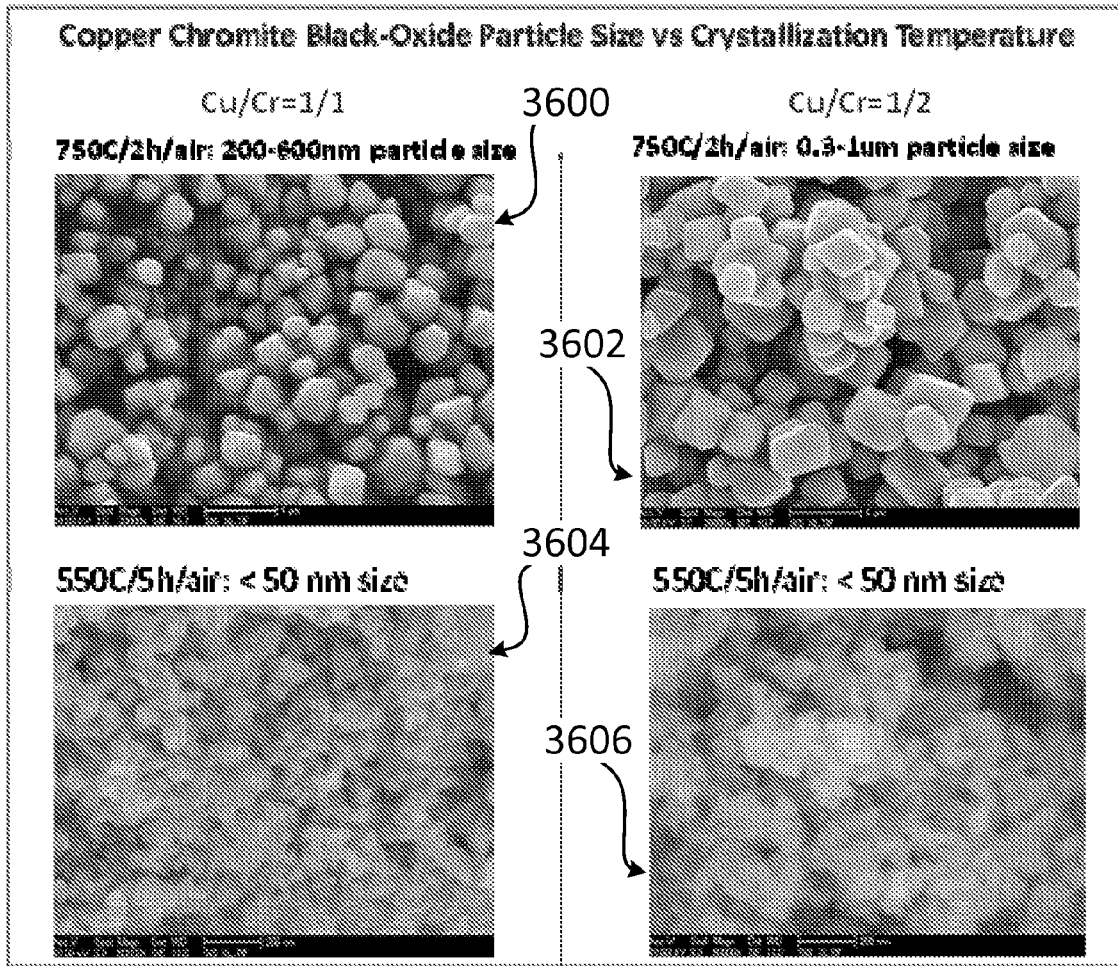 Copper Chromite Black-Oxide Particle Size vs Crystallization Temperature
Cu/Cr=1/1
3600
Cu/Cr=1/2
750C/2h/air: 200-600nm particle size
750C/2h/air: 0.3-1um particle size
3602
3604
550C/5h/air: < 50 nm size
550C/5h/air: < 50 nm size
3606